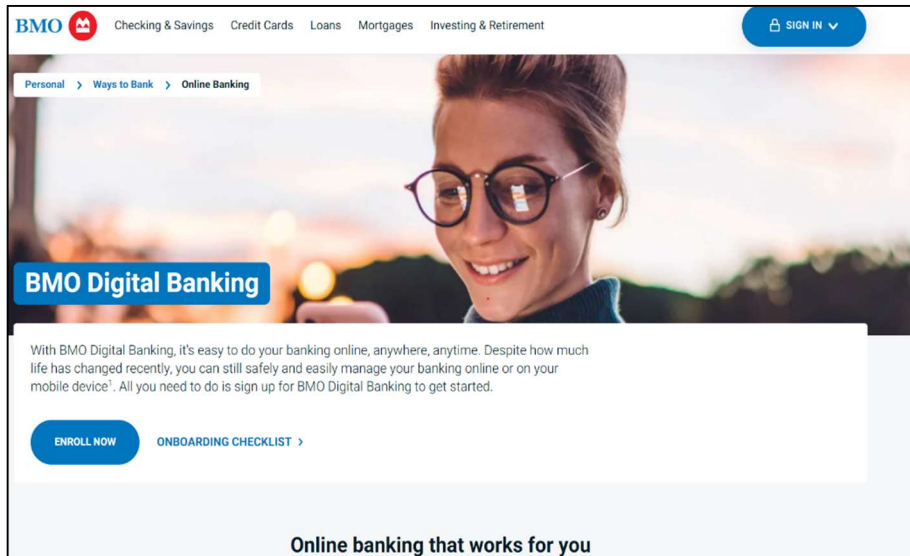 BMO Checking & Savings Credit Cards Loans Mortgages Investing & Retirement SIGN IN
Personal > Ways to Bank > Online Banking
BMO Digital Banking
With BMO Digital Banking, it's easy to do your banking online, anywhere, anytime. Despite how much
life has changed recently, you can still safely and easily manage your banking online or on your
mobile device¹. All you need to do is sign up for BMO Digital Banking to get started.
ENROLL NOW ONBOARDING CHECKLIST >
Online banking that works for you